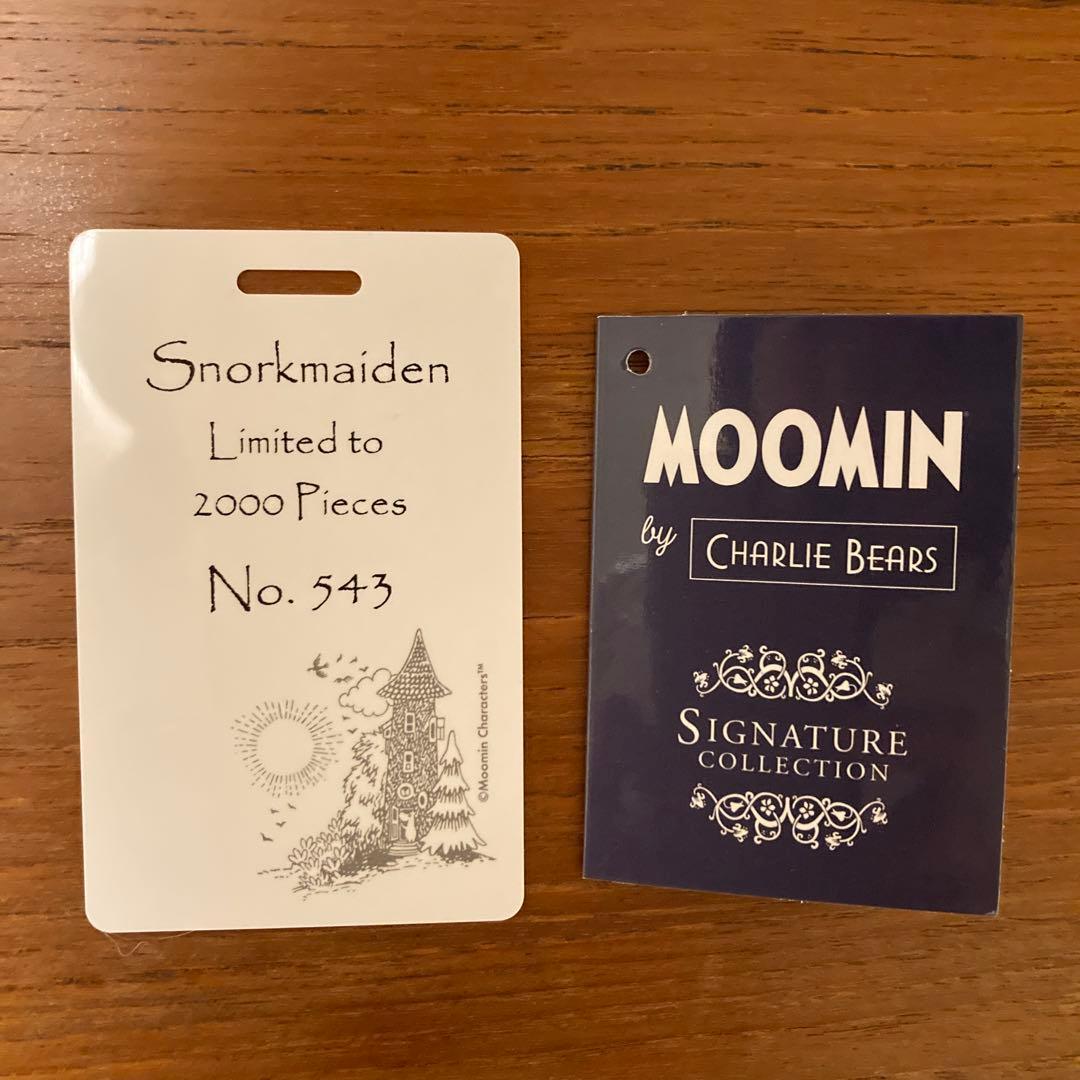 Snorkmaiden
Limited to
2000 Pieces
No. 543
©Moomin Characters™
MOOMIN
by CHARLIE BEARS
SIGNATURE
COLLECTION